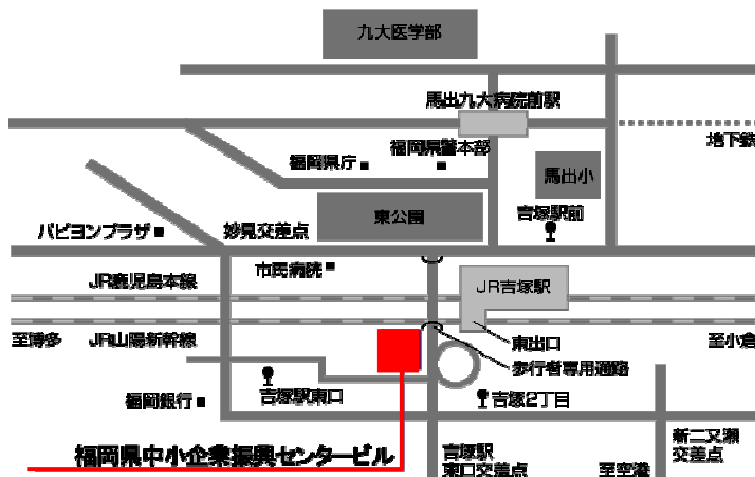 九大医学部
馬出九大病院前駅
地下鉄
福岡県庁
福岡県警本部
馬出小
東公園
吉塚駅前
パピヨンプラザ
妙見交差点
市民病院
JR鹿児島本線
JR吉塚駅
至博多
JR山陽新幹線
東出口
至小倉
歩行者専用通路
吉塚駅東口
福岡銀行
吉塚2丁目
福岡県中小企業振興センタービル
吉塚駅
東口交差点
至空港
新二又瀬
交差点